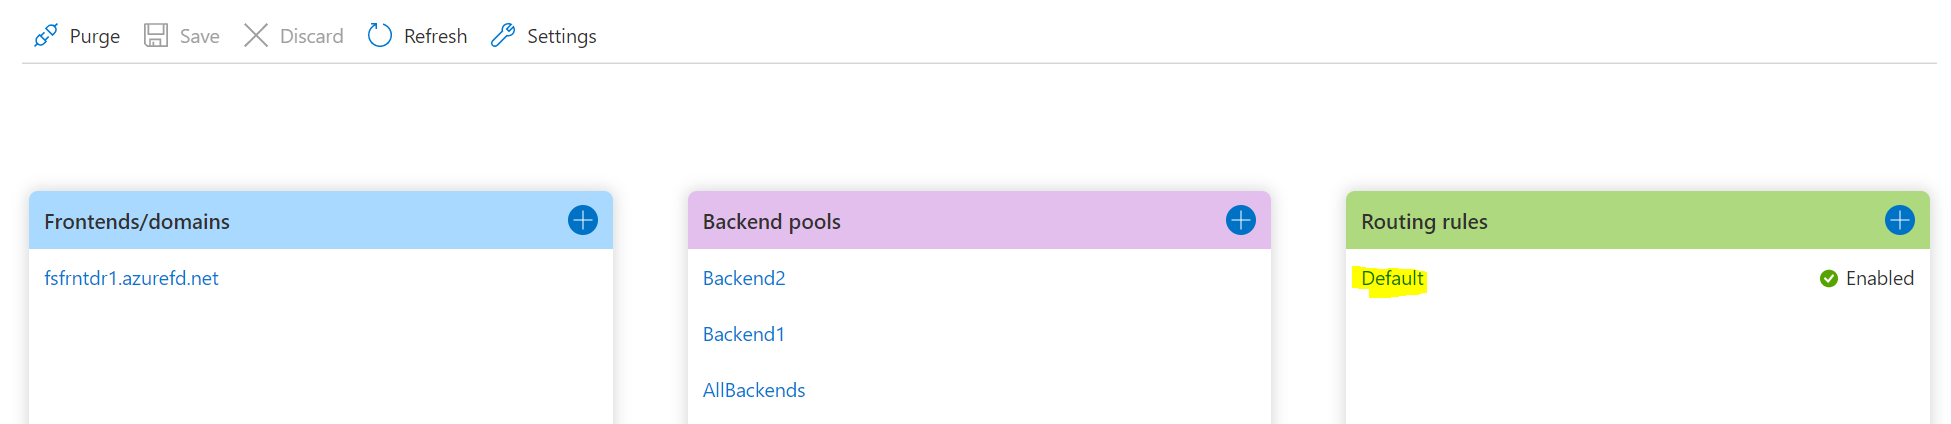 Purge Save Discard Refresh Settings
Frontends/domains
fsfrntdr1.azurefd.net
Backend pools
Backend2
Backend1
AllBackends
Routing rules
Default Enabled